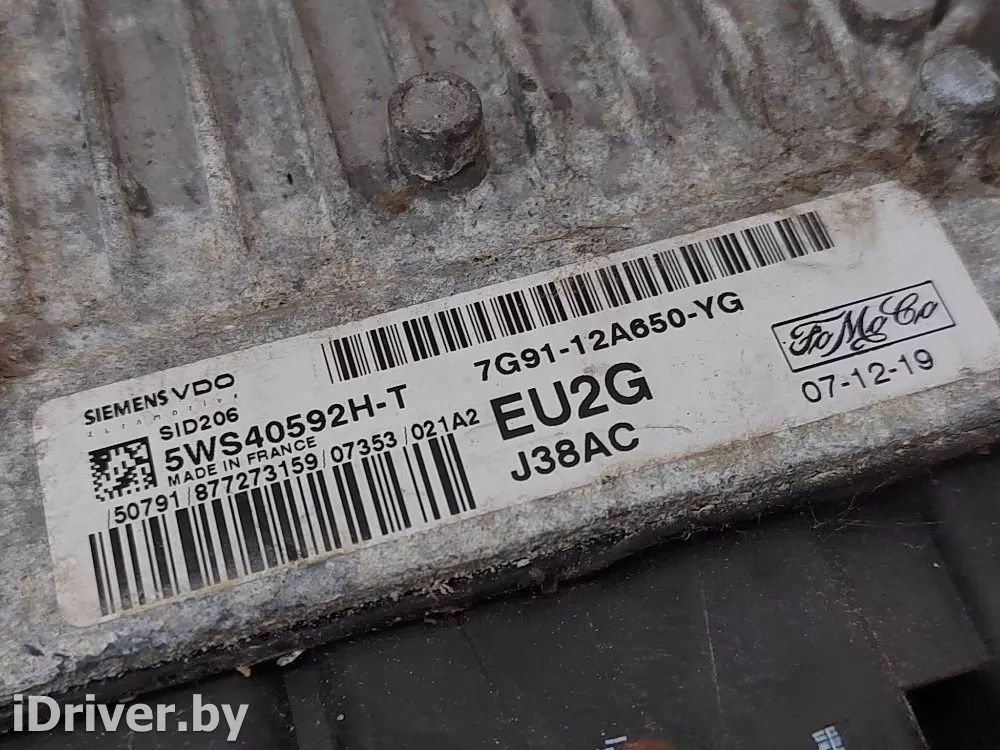 7G91-12A650-YG
FoMoCo
07-12-19
SIEMENS VDO
AUTOMOTIVE
SID206
5WS40592H-T
MADE IN FRANCE
/50791/877273159/07353/021A2
EU2G
J38AC
iDriver.by